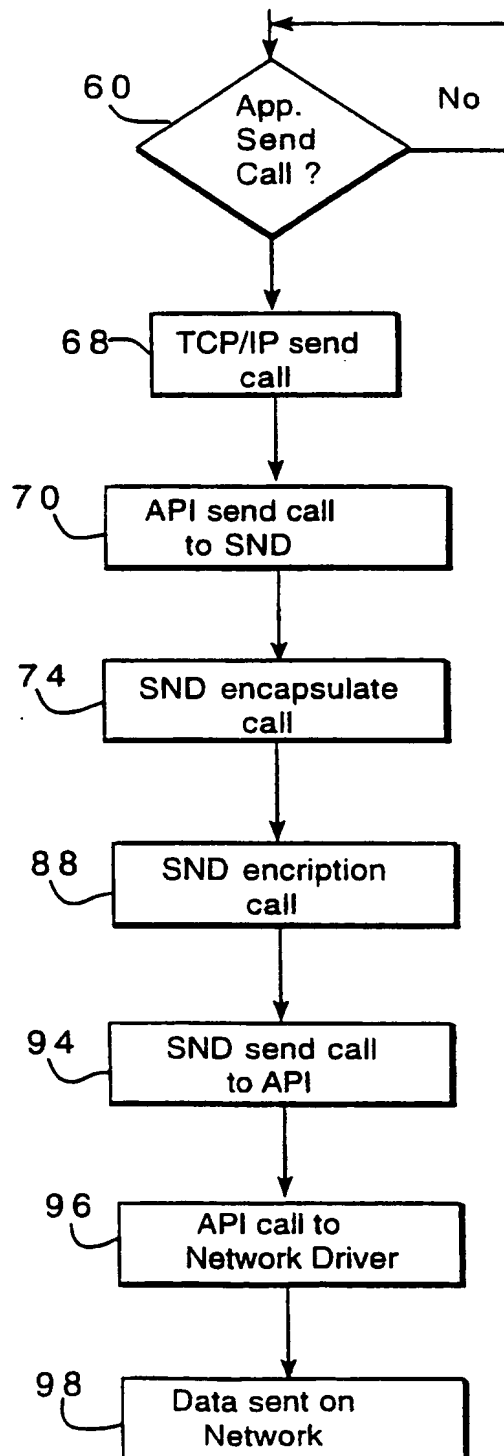 60
App.
Send
Call ?
No
68
TCP/IP send
call
70
API send call
to SND
74
SND encapsulate
call
88
SND encription
call
94
SND send call
to API
96
API call to
Network Driver
98
Data sent on
Network